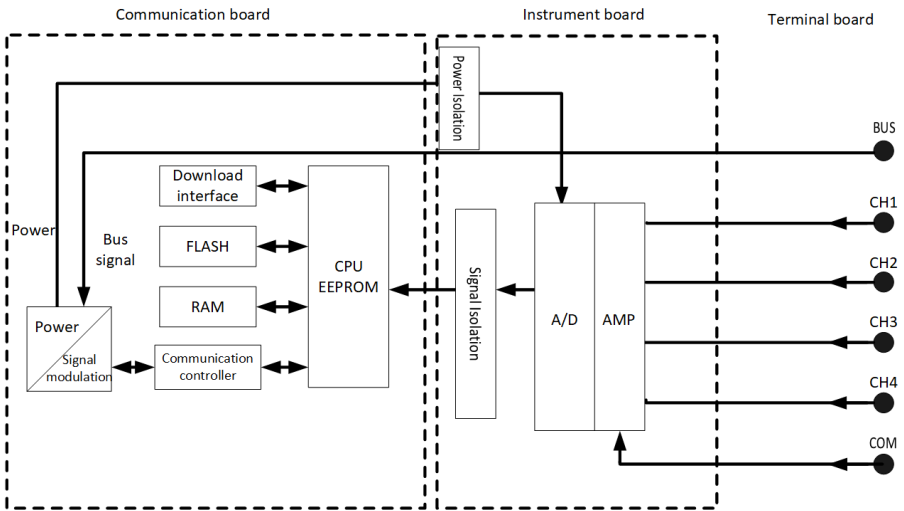 Communication board
Instrument board
Terminal board
Power Isolation
BUS
Download
interface
CH1
Power
Bus
signal
FLASH
CPU
EEPROM
Signal Isolation
CH2
RAM
A/D
AMP
CH3
Power
Signal
modulation
Communication
controller
CH4
COM